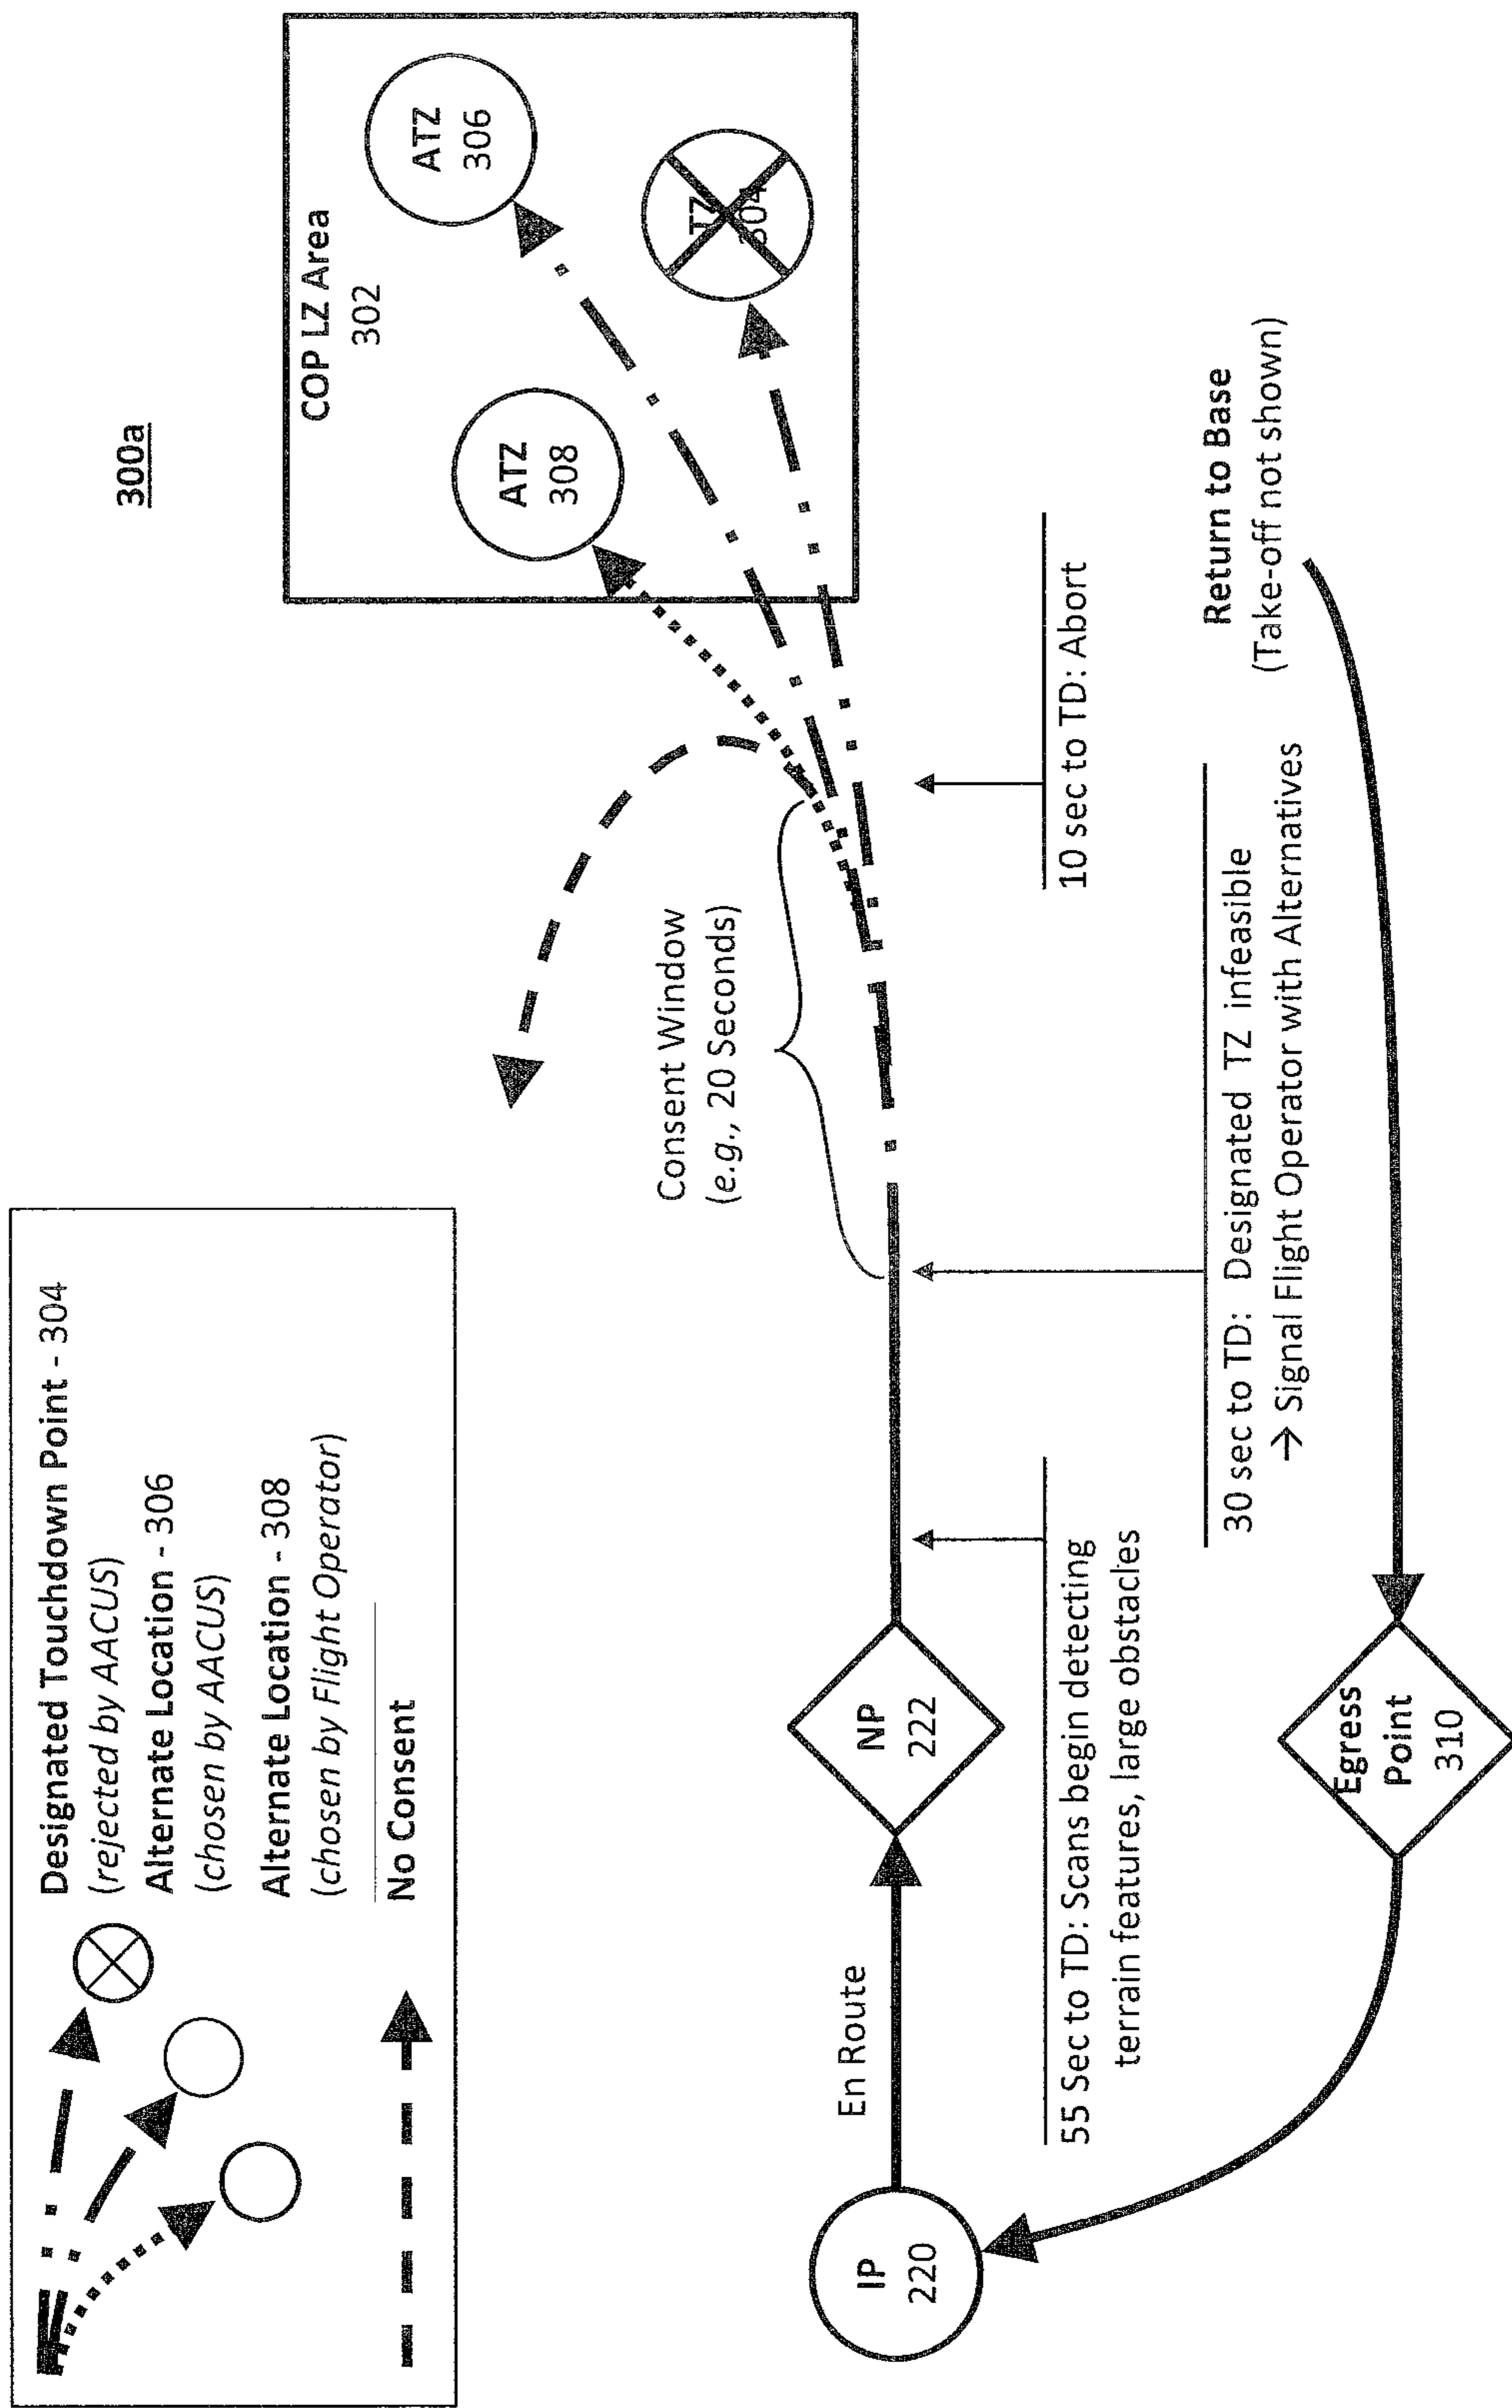 300a
Designated Touchdown Point - 304
(rejected by AACUS)
Alternate Location - 306
(chosen by AACUS)
Alternate Location - 308
(chosen by Flight Operator)
No Consent
COP LZ Area
302
ATZ
306
ATZ
308
TZ
304
Consent Window
(e.g., 20 Seconds)
IP
220
En Route
NP
222
55 Sec to TD: Scans begin detecting
terrain features, large obstacles
10 sec to TD: Abort
30 sec to TD: Designated TZ infeasible
→ Signal Flight Operator with Alternatives
Return to Base
(Take-off not shown)
Egress
Point
310